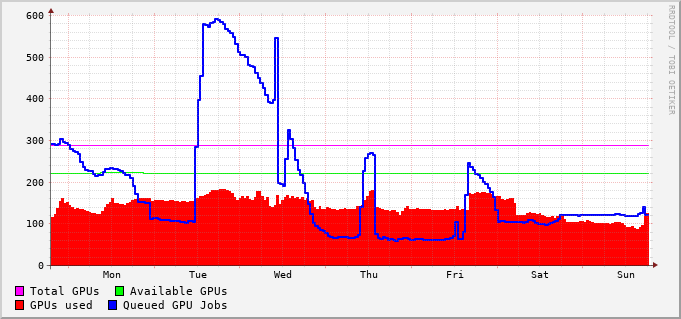 600
500
400
300
200
100
0
Mon Tue Wed Thu Fri Sat Sun
Total GPUs Available GPUs
GPUs used Queued GPU Jobs
RRDTOOL / TOBI OETIKER